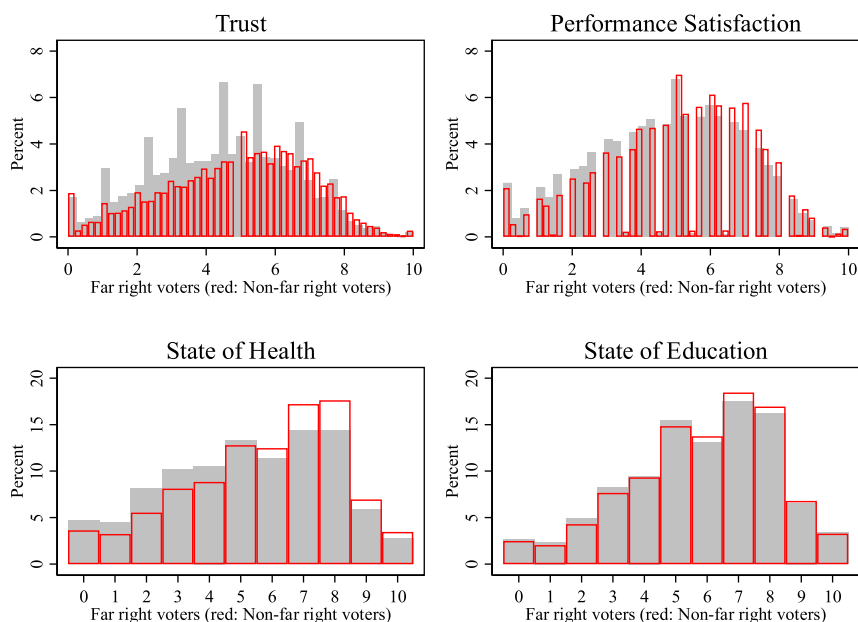 Trust
Percent
8
6
4
2
0
0 2 4 6 8 10
Far right voters (red: Non-far right voters)
Performance Satisfaction
Percent
8
6
4
2
0
0 2 4 6 8 10
Far right voters (red: Non-far right voters)
State of Health
Percent
20
15
10
5
0
0 1 2 3 4 5 6 7 8 9 10
Far right voters (red: Non-far right voters)
State of Education
Percent
20
15
10
5
0
0 1 2 3 4 5 6 7 8 9 10
Far right voters (red: Non-far right voters)